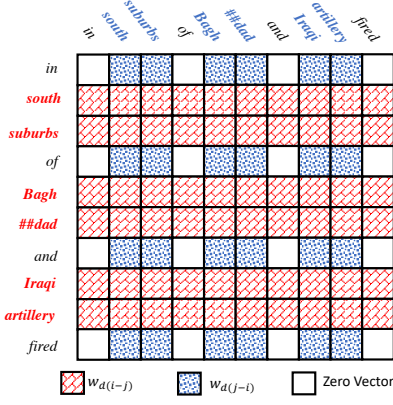 in south suburbs of Bagh ##dad and Iraqi artillery fired
in
south
suburbs
of
Bagh
##dad
and
Iraqi
artillery
fired
w_{d(i-j)} w_{d(j-i)} Zero Vector